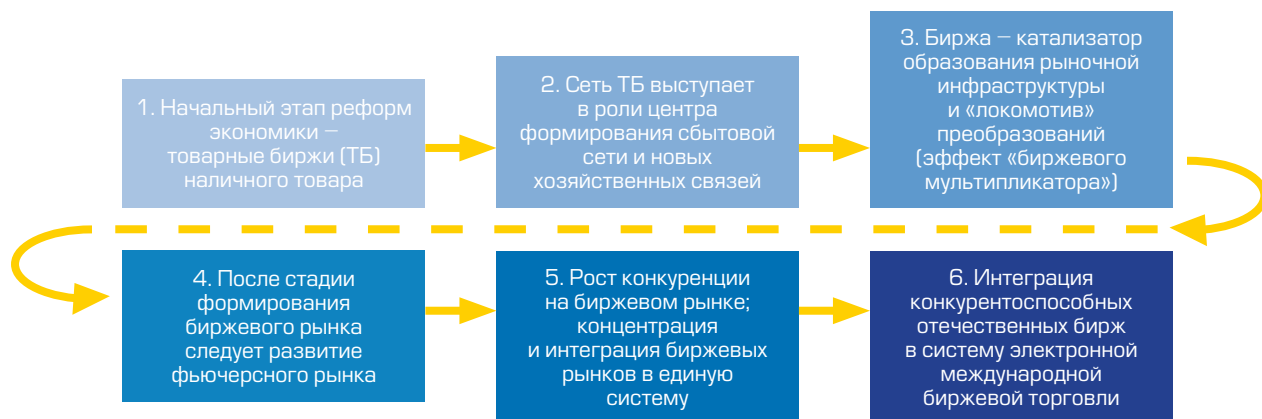 1. Начальный этап реформ
экономики –
товарные биржи (ТБ)
наличного товара
2. Сеть ТБ выступает
в роли центра
формирования сбытовой
сети и новых
хозяйственных связей
3. Биржа – катализатор
образования рыночной
инфраструктуры
и «локомотив»
преобразований
(эффект «биржевого
мультипликатора»)
4. После стадии
формирования
биржевого рынка
следует развитие
фьючерсного рынка
5. Рост конкуренции
на биржевом рынке;
концентрация
и интеграция биржевых
рынков в единую
систему
6. Интеграция
конкурентоспособных
отечественных бирж
в систему электронной
международной
биржевой торговли